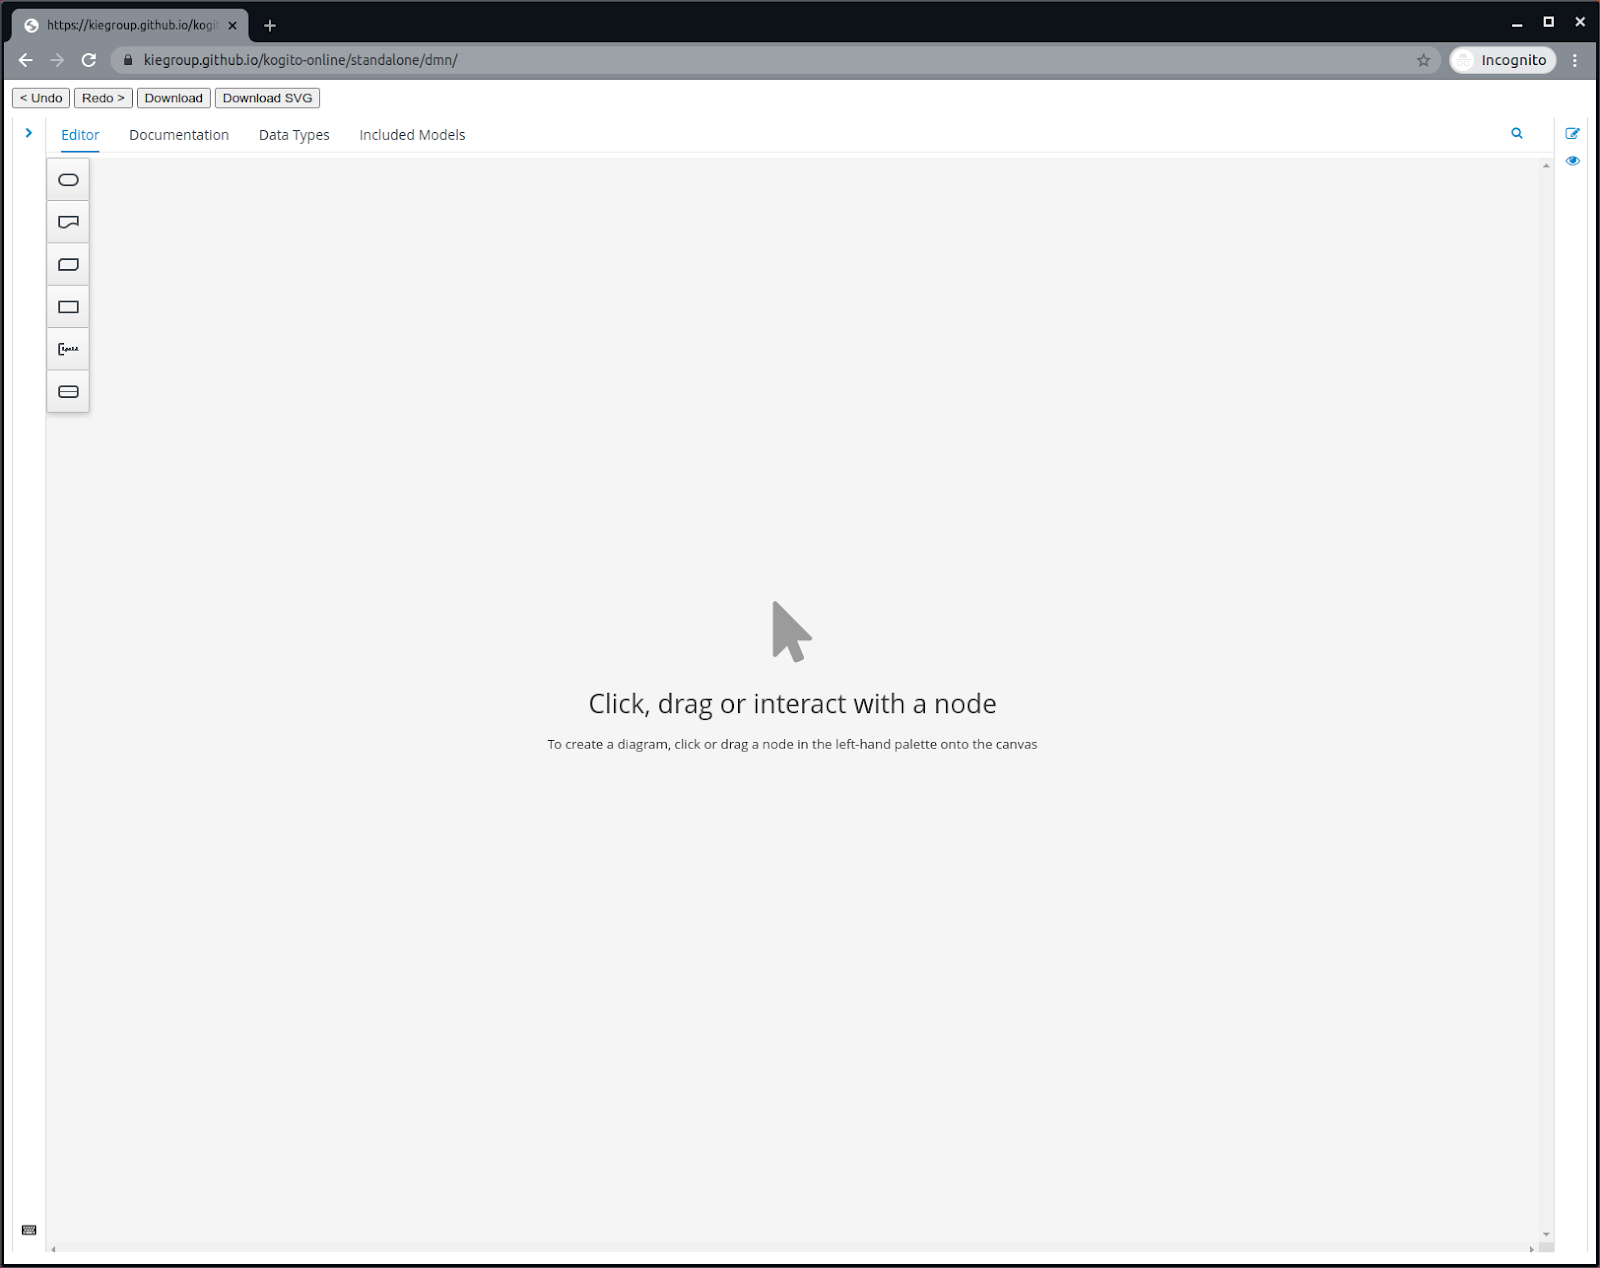 https://kiegroup.github.io/kogit
kiegroup.github.io/kogito-online/standalone/dmn/
Incognito
< Undo Redo > Download Download SVG
Editor Documentation Data Types Included Models
Click, drag or interact with a node
To create a diagram, click or drag a node in the left-hand palette onto the canvas